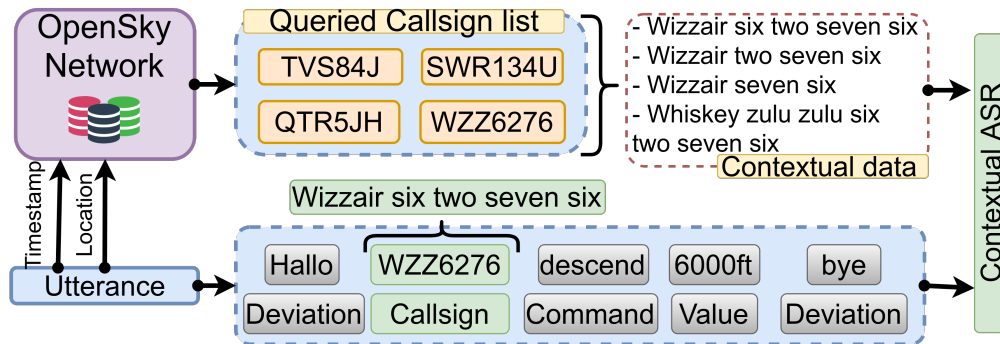 OpenSky
Network
Queried Callsign list
TVS84J
SWR134U
QTR5JH
WZZ6276
- Wizzair six two seven six
- Wizzair two seven six
- Wizzair seven six
- Whiskey zulu zulu six
two seven six
Contextual data
Contextual ASR
Timestamp
Location
Utterance
Wizzair six two seven six
Hallo
WZZ6276
descend
6000ft
bye
Deviation
Callsign
Command
Value
Deviation